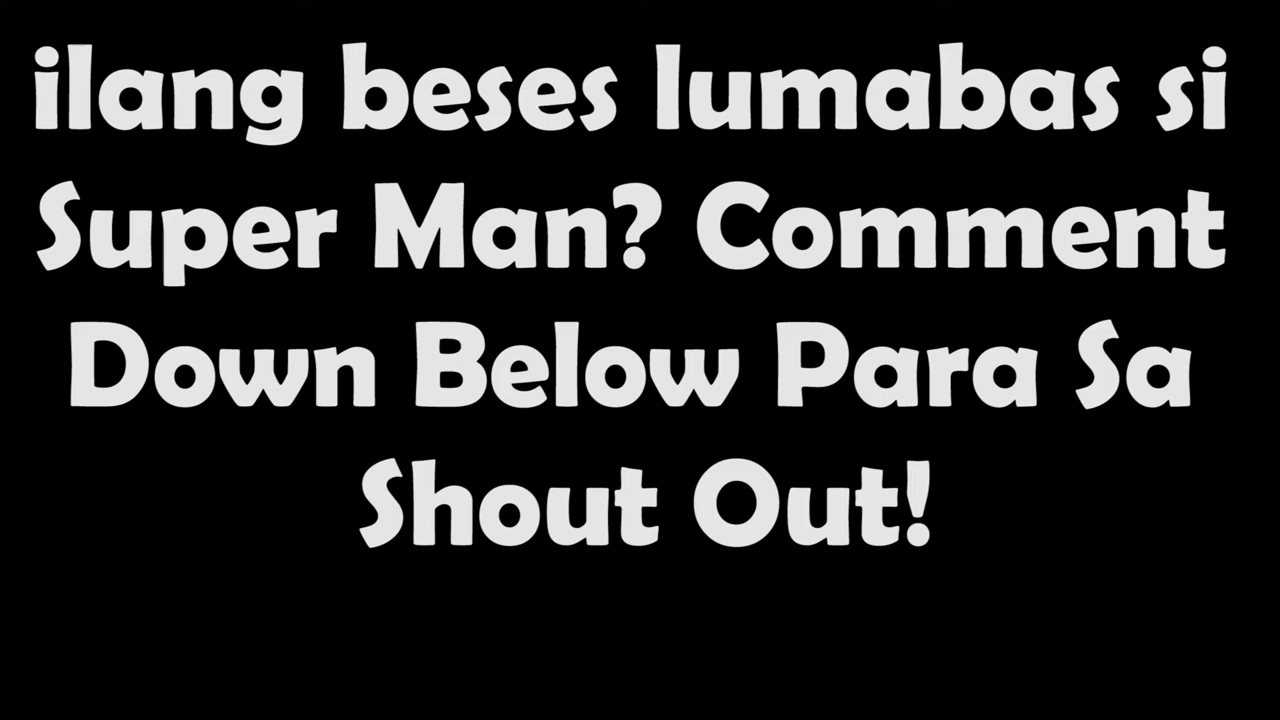 ilang beses lumabas si
Super Man? Comment
Down Below Para Sa
Shout Out!